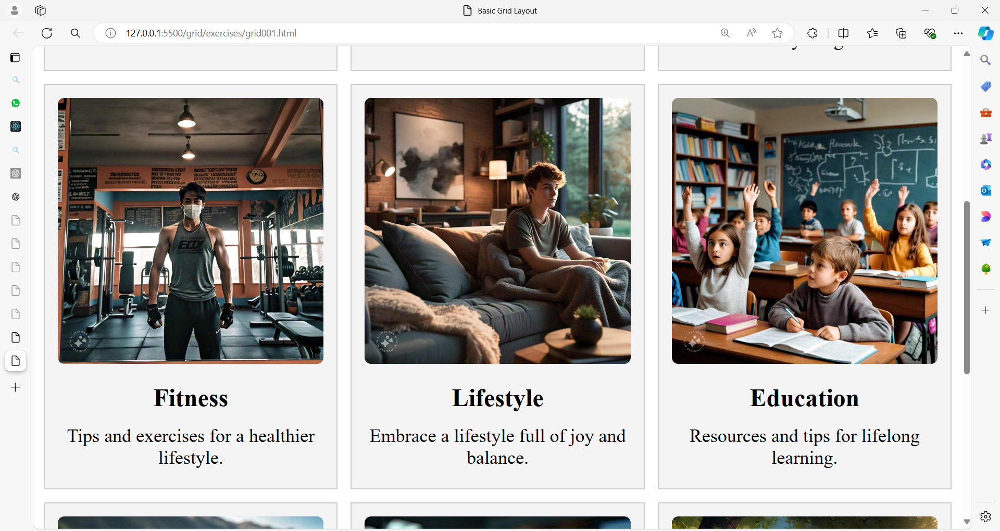 Basic Grid Layout
127.0.0.1:5500/grid/exercises/grid001.html
Fitness
Tips and exercises for a healthier
lifestyle.
Lifestyle
Embrace a lifestyle full of joy and
balance.
Education
Resources and tips for lifelong
learning.